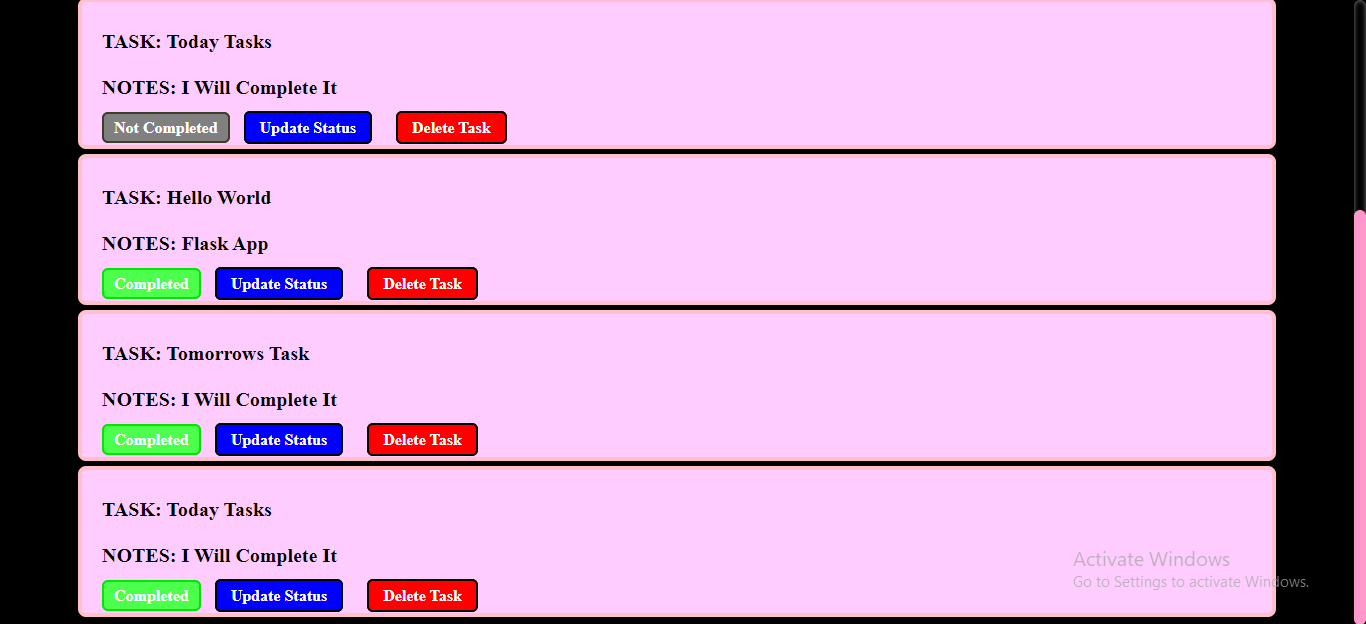 TASK: Today Tasks
NOTES: I Will Complete It
Not Completed Update Status Delete Task
TASK: Hello World
NOTES: Flask App
Completed Update Status Delete Task
TASK: Tomorrows Task
NOTES: I Will Complete It
Completed Update Status Delete Task
TASK: Today Tasks
NOTES: I Will Complete It
Completed Update Status Delete Task
Activate Windows
Go to Settings to activate Windows.